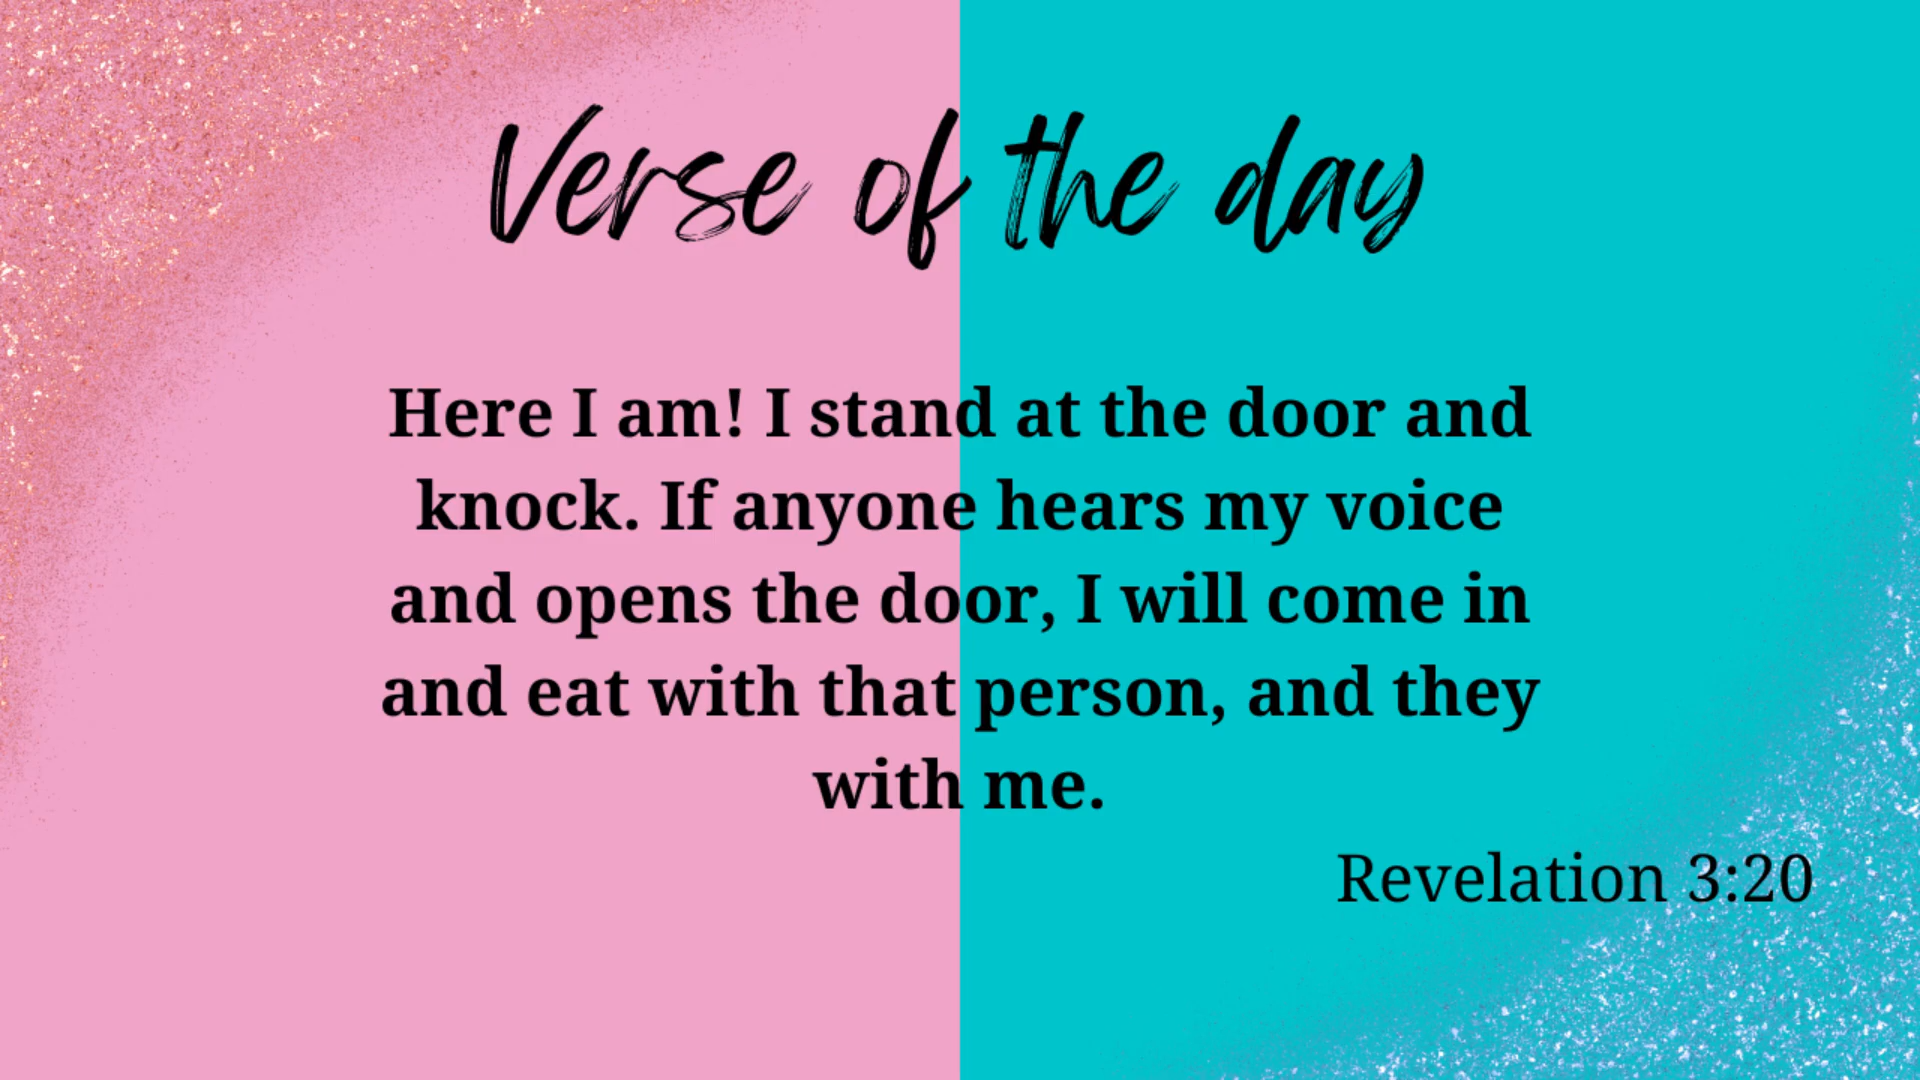 Verse of the day
Here I am! I stand at the door and
knock. If anyone hears my voice
and opens the door, I will come in
and eat with that person, and they
with me.
Revelation 3:20